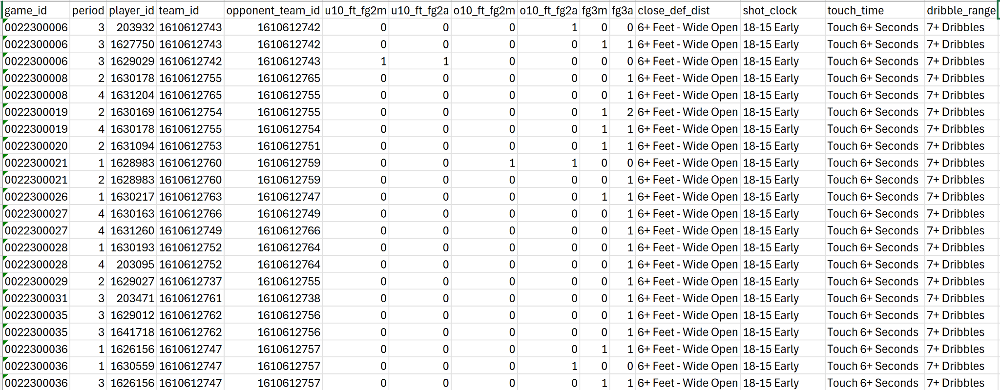 game_id period player_id team_id opponent_team_id u10_ft_fg2m u10_ft_fg2a o10_ft_fg2m o10_ft_fg2a fg3m fg3a close_def_dist shot_clock touch_time dribble_range
0022300006 3 203932 1610612743 1610612742 0 0 0 1 0 0 6+ Feet - Wide Open 18-15 Early Touch 6+ Seconds 7+ Dribbles
0022300006 3 1627750 1610612743 1610612742 0 0 0 0 1 1 6+ Feet - Wide Open 18-15 Early Touch 6+ Seconds 7+ Dribbles
0022300006 3 1629029 1610612742 1610612743 1 1 0 0 0 0 6+ Feet - Wide Open 18-15 Early Touch 6+ Seconds 7+ Dribbles
0022300008 2 1630178 1610612755 1610612765 0 0 0 0 0 1 6+ Feet - Wide Open 18-15 Early Touch 6+ Seconds 7+ Dribbles
0022300008 4 1631204 1610612765 1610612755 0 0 0 0 0 1 6+ Feet - Wide Open 18-15 Early Touch 6+ Seconds 7+ Dribbles
0022300019 2 1630169 1610612754 1610612755 0 0 0 0 1 2 6+ Feet - Wide Open 18-15 Early Touch 6+ Seconds 7+ Dribbles
0022300019 4 1630178 1610612755 1610612754 0 0 0 0 1 1 6+ Feet - Wide Open 18-15 Early Touch 6+ Seconds 7+ Dribbles
0022300020 2 1631094 1610612753 1610612751 0 0 0 0 1 1 6+ Feet - Wide Open 18-15 Early Touch 6+ Seconds 7+ Dribbles
0022300021 1 1628983 1610612760 1610612759 0 0 1 1 0 0 6+ Feet - Wide Open 18-15 Early Touch 6+ Seconds 7+ Dribbles
0022300021 2 1628983 1610612760 1610612759 0 0 0 0 0 1 6+ Feet - Wide Open 18-15 Early Touch 6+ Seconds 7+ Dribbles
0022300026 1 1630217 1610612763 1610612747 0 0 0 0 1 1 6+ Feet - Wide Open 18-15 Early Touch 6+ Seconds 7+ Dribbles
0022300027 4 1630163 1610612766 1610612749 0 0 0 0 0 1 6+ Feet - Wide Open 18-15 Early Touch 6+ Seconds 7+ Dribbles
0022300027 4 1631260 1610612749 1610612766 0 0 0 0 0 1 6+ Feet - Wide Open 18-15 Early Touch 6+ Seconds 7+ Dribbles
0022300028 1 1630193 1610612752 1610612764 0 0 0 0 0 1 6+ Feet - Wide Open 18-15 Early Touch 6+ Seconds 7+ Dribbles
0022300028 4 203095 1610612752 1610612764 0 0 0 0 0 1 6+ Feet - Wide Open 18-15 Early Touch 6+ Seconds 7+ Dribbles
0022300029 2 1629027 1610612737 1610612755 0 0 0 0 0 1 6+ Feet - Wide Open 18-15 Early Touch 6+ Seconds 7+ Dribbles
0022300031 3 203471 1610612761 1610612738 0 0 0 0 0 1 6+ Feet - Wide Open 18-15 Early Touch 6+ Seconds 7+ Dribbles
0022300035 3 1629012 1610612762 1610612756 0 0 0 0 0 1 6+ Feet - Wide Open 18-15 Early Touch 6+ Seconds 7+ Dribbles
0022300035 3 1641718 1610612762 1610612756 0 0 0 0 0 1 6+ Feet - Wide Open 18-15 Early Touch 6+ Seconds 7+ Dribbles
0022300036 1 1626156 1610612747 1610612757 0 0 0 0 1 1 6+ Feet - Wide Open 18-15 Early Touch 6+ Seconds 7+ Dribbles
0022300036 1 1630559 1610612747 1610612757 0 0 0 1 0 0 6+ Feet - Wide Open 18-15 Early Touch 6+ Seconds 7+ Dribbles
0022300036 3 1626156 1610612747 1610612757 0 0 0 0 1 1 6+ Feet - Wide Open 18-15 Early Touch 6+ Seconds 7+ Dribbles